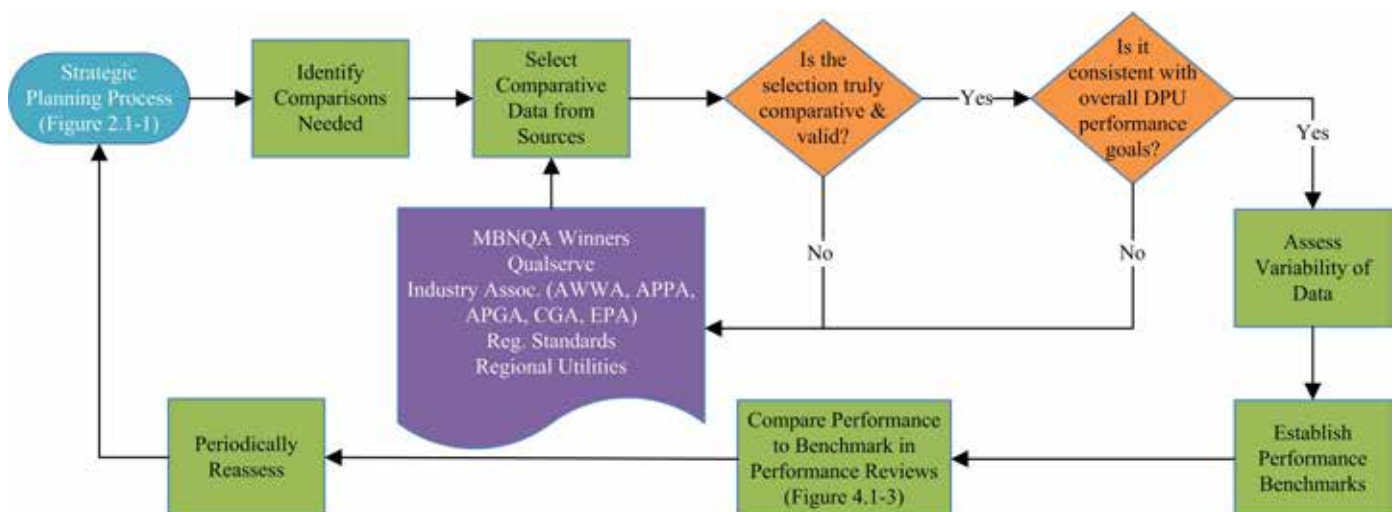 Strategic
Planning Process
(Figure 2.1-1)
Identify
Comparisons
Needed
Select
Comparative
Data from
Sources
Is the
selection truly
comparative &
valid?
Yes
Is it
consistent with
overall DPU
performance
goals?
Yes
No
No
MBNQA Winners
Qualserve
Industry Assoc. (AWWA, APPA,
APGA, CGA, EPA)
Reg. Standards
Regional Utilities
Assess
Variability of
Data
Periodically
Reassess
Compare Performance
to Benchmark in
Performance Reviews
(Figure 4.1-3)
Establish
Performance
Benchmarks